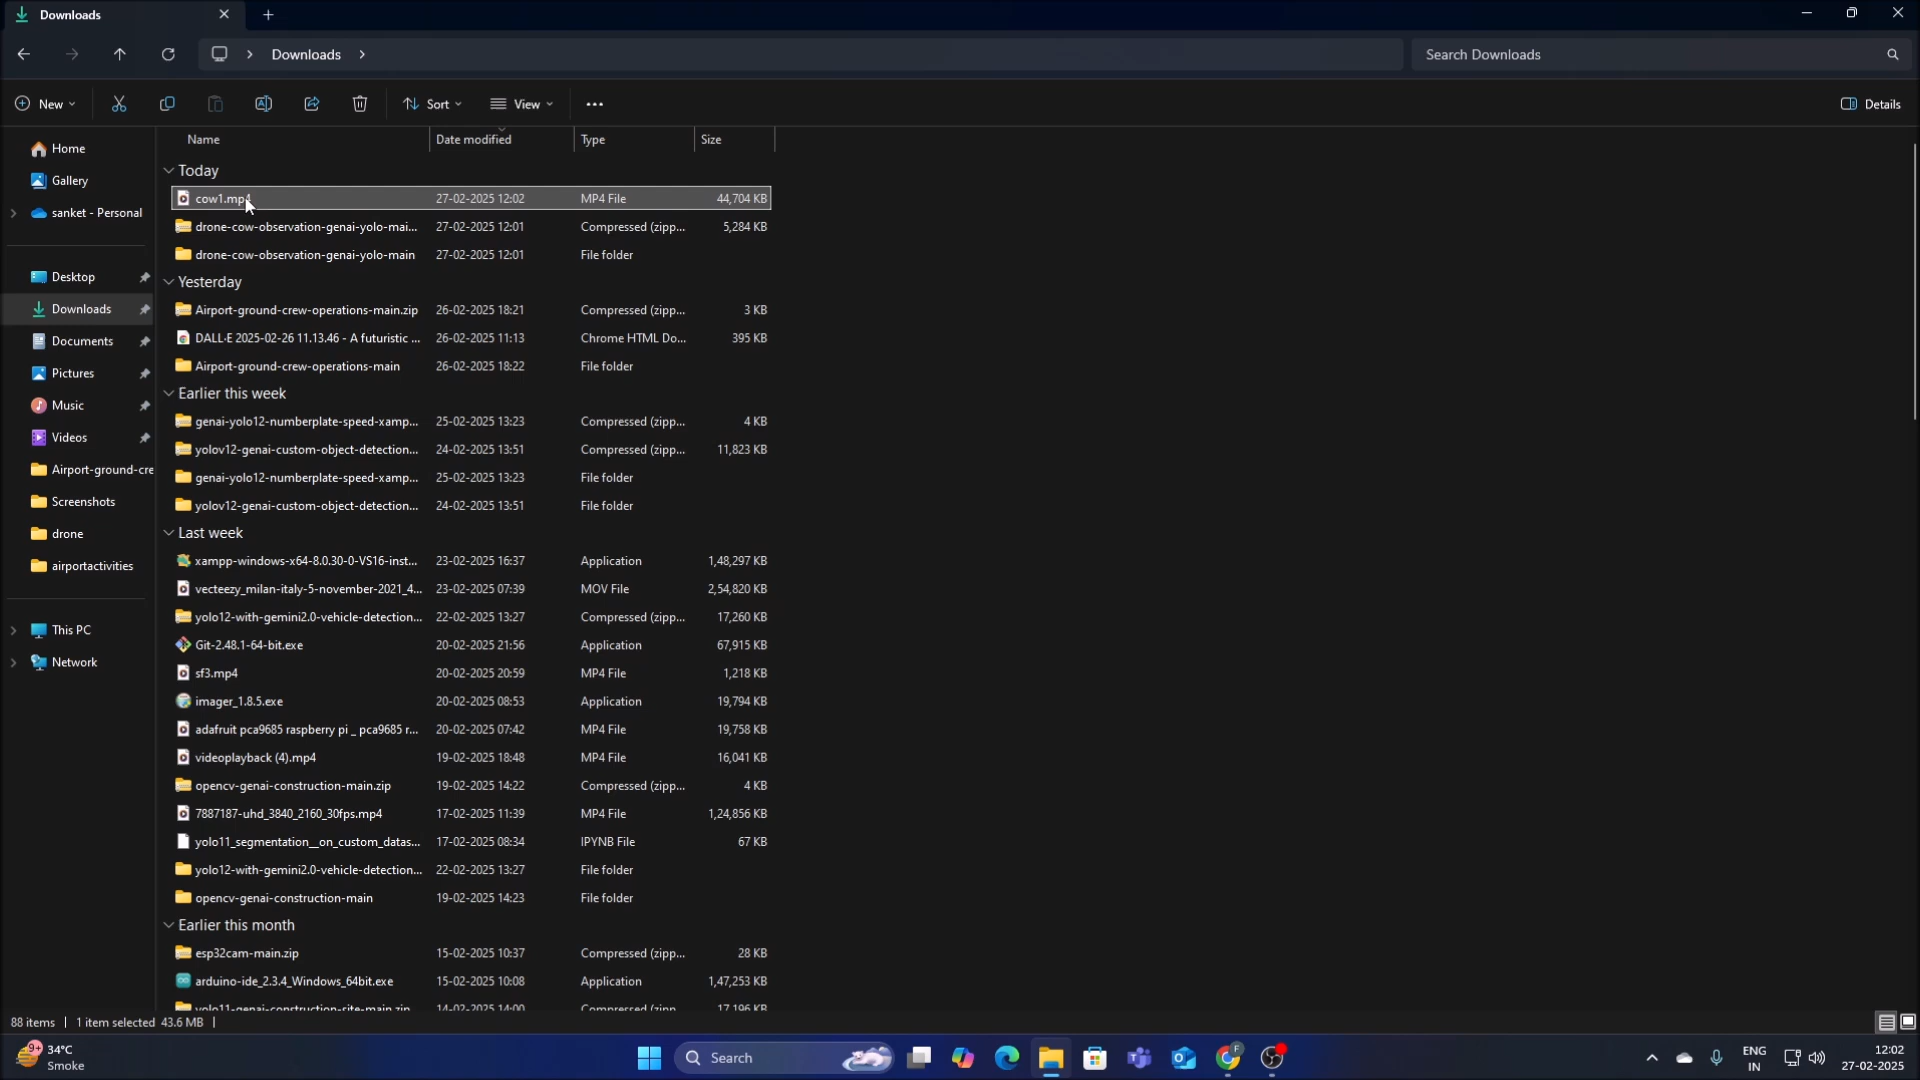 Downloads
Downloads
Search Downloads
New
Sort
View
Details
Name Date modified Type Size
Home
Gallery
sanket - Personal
Desktop
Downloads
Documents
Pictures
Music
Videos
Airport-ground-cre
Screenshots
drone
airportactivities
This PC
Network
Today
cow1.mp4 27-02-2025 12:02 MP4 File 44,704 KB
drone-cow-observation-genai-yolo-mai... 27-02-2025 12:01 Compressed (zipp... 5,284 KB
drone-cow-observation-genai-yolo-main 27-02-2025 12:01 File folder
Yesterday
Airport-ground-crew-operations-main.zip 26-02-2025 18:21 Compressed (zipp... 3 KB
DALL·E 2025-02-26 11.13.46 - A futuristic ... 26-02-2025 11:13 Chrome HTML Do... 395 KB
Airport-ground-crew-operations-main 26-02-2025 18:22 File folder
Earlier this week
genai-yolo12-numberplate-speed-xamp... 25-02-2025 13:23 Compressed (zipp... 4 KB
yolov12-genai-custom-object-detection... 24-02-2025 13:51 Compressed (zipp... 11,823 KB
genai-yolo12-numberplate-speed-xamp... 25-02-2025 13:23 File folder
yolov12-genai-custom-object-detection... 24-02-2025 13:51 File folder
Last week
xampp-windows-x64-8.0.30-0-VS16-inst... 23-02-2025 16:37 Application 1,48,297 KB
vecteezy_milan-italy-5-november-2021_4... 23-02-2025 07:39 MOV File 2,54,820 KB
yolo12-with-gemini2.0-vehicle-detection... 22-02-2025 13:27 Compressed (zipp... 17,260 KB
Git-2.48.1-64-bit.exe 20-02-2025 21:56 Application 67,915 KB
sf3.mp4 20-02-2025 20:59 MP4 File 1,218 KB
imager_1.8.5.exe 20-02-2025 08:53 Application 19,794 KB
adafruit pca9685 raspberry pi _ pca9685 r... 20-02-2025 07:42 MP4 File 19,758 KB
videoplayback (4).mp4 19-02-2025 18:48 MP4 File 16,041 KB
opencv-genai-construction-main.zip 19-02-2025 14:22 Compressed (zipp... 4 KB
7887187-uhd_3840_2160_30fps.mp4 17-02-2025 11:39 MP4 File 1,24,856 KB
yolo11_segmentation__on_custom_datas... 17-02-2025 08:34 IPYNB File 67 KB
yolo12-with-gemini2.0-vehicle-detection... 22-02-2025 13:27 File folder
opencv-genai-construction-main 19-02-2025 14:23 File folder
Earlier this month
esp32cam-main.zip 15-02-2025 10:37 Compressed (zipp... 28 KB
arduino-ide_2.3.4_Windows_64bit.exe 15-02-2025 10:08 Application 1,47,253 KB
yolo11-genai-construction-site-main.zip 14-02-2025 14:00 Compressed (zipp... 17,196 KB
88 items | 1 item selected 43.6 MB |
9+ 34°C
Smoke
Search
F
ENG
IN
12:02
27-02-2025